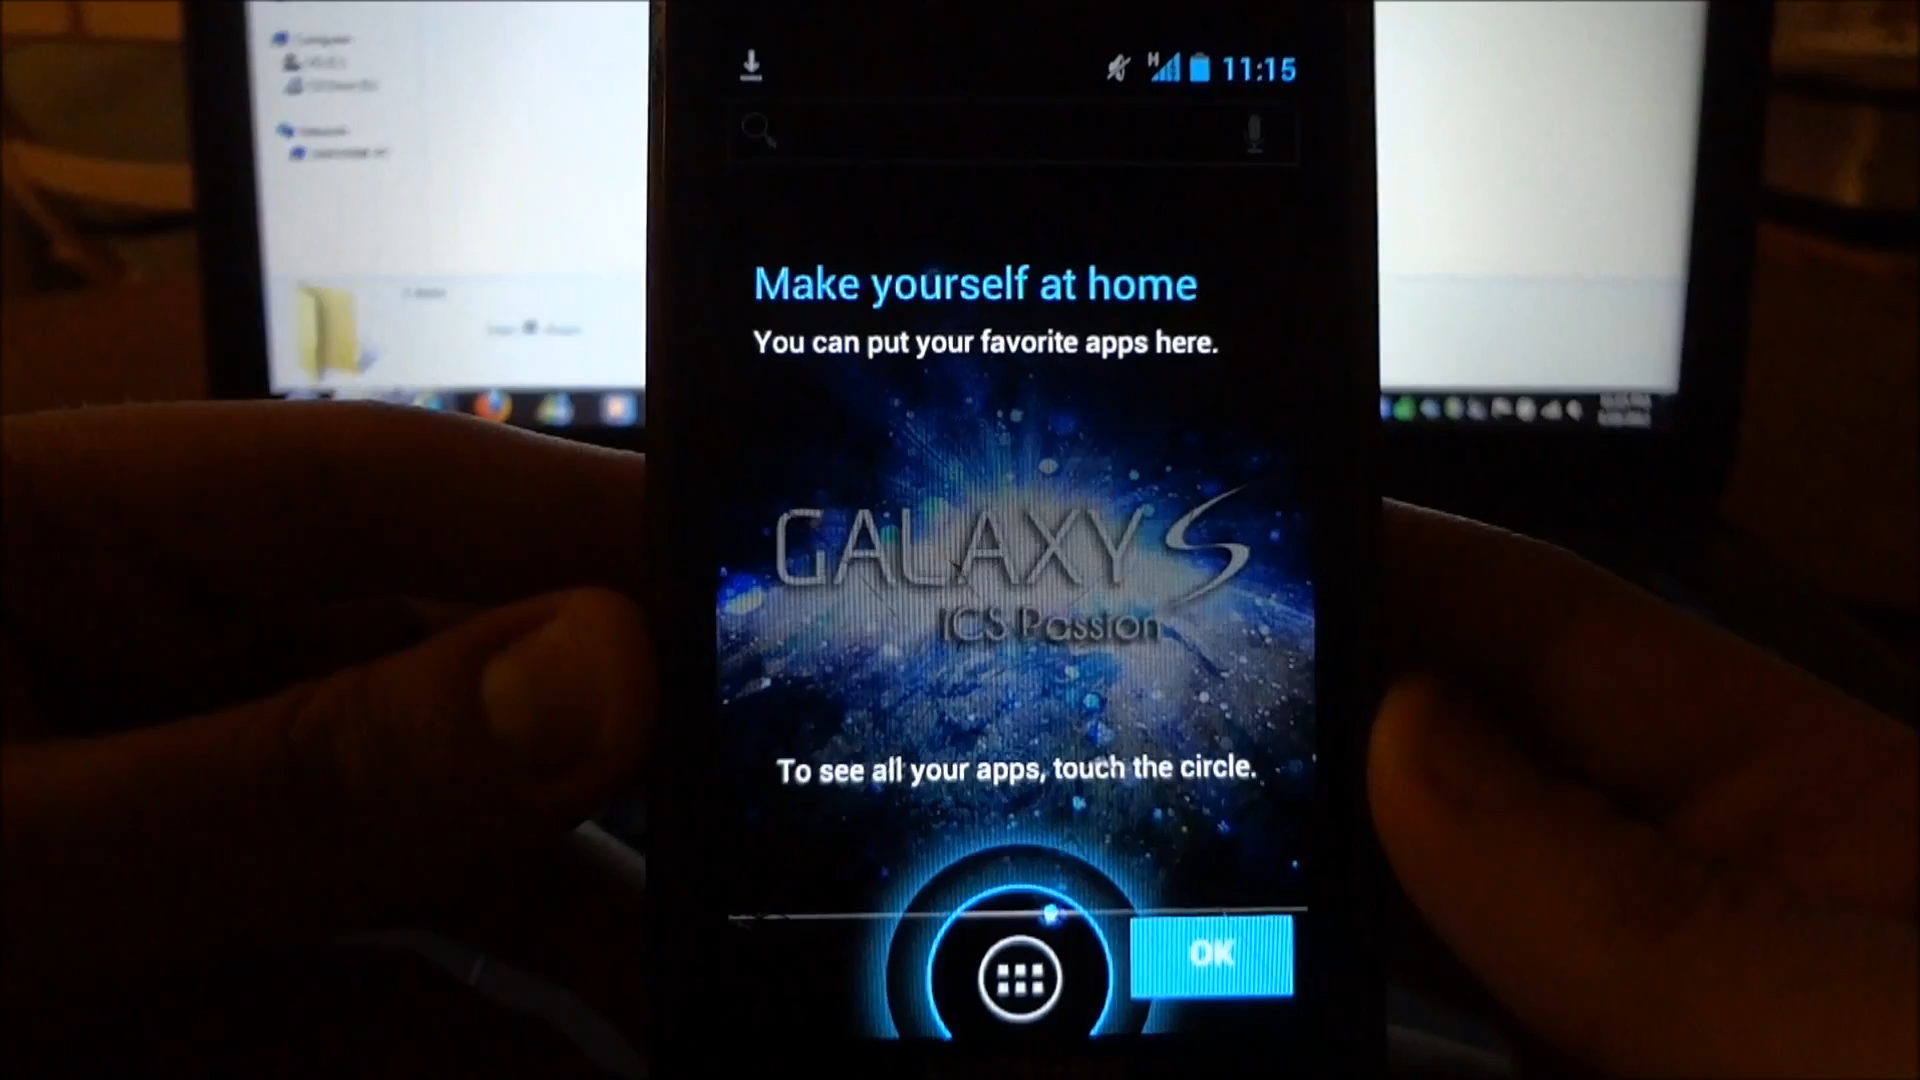 H
11:15
Make yourself at home
You can put your favorite apps here.
GALAXY S
ICS Passion
To see all your apps, touch the circle.
OK